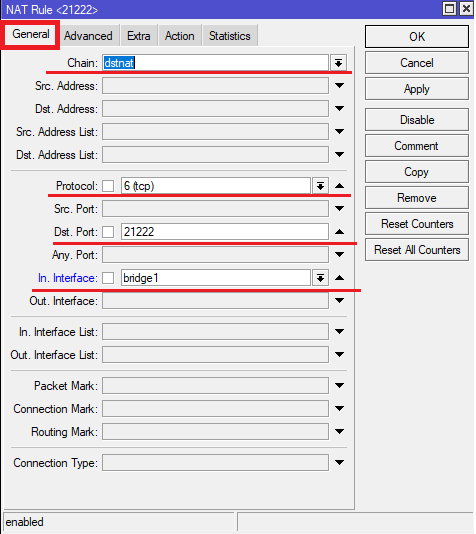 NAT Rule <21222>
General Advanced Extra Action Statistics
OK
Chain: dstnat
Cancel
Src. Address:
Dst. Address:
Apply
Src. Address List:
Disable
Dst. Address List:
Comment
Copy
Protocol: 6 (tcp)
Remove
Src. Port:
Reset Counters
Dst. Port: 21222
Reset All Counters
Any. Port:
In. Interface: bridge1
Out. Interface:
In. Interface List:
Out. Interface List:
Packet Mark:
Connection Mark:
Routing Mark:
Connection Type:
enabled